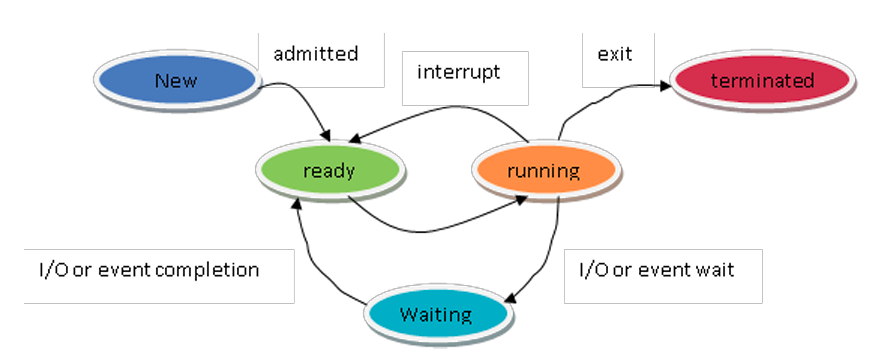 admitted
exit
New
interrupt
terminated
ready
running
I/O or event completion
I/O or event wait
Waiting